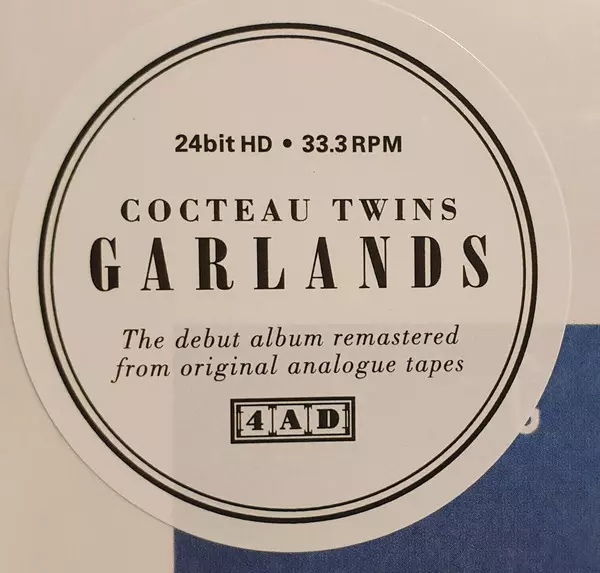 24bit HD • 33.3 RPM
COCTEAU TWINS
GARLANDS
The debut album remastered
from original analogue tapes
4AD